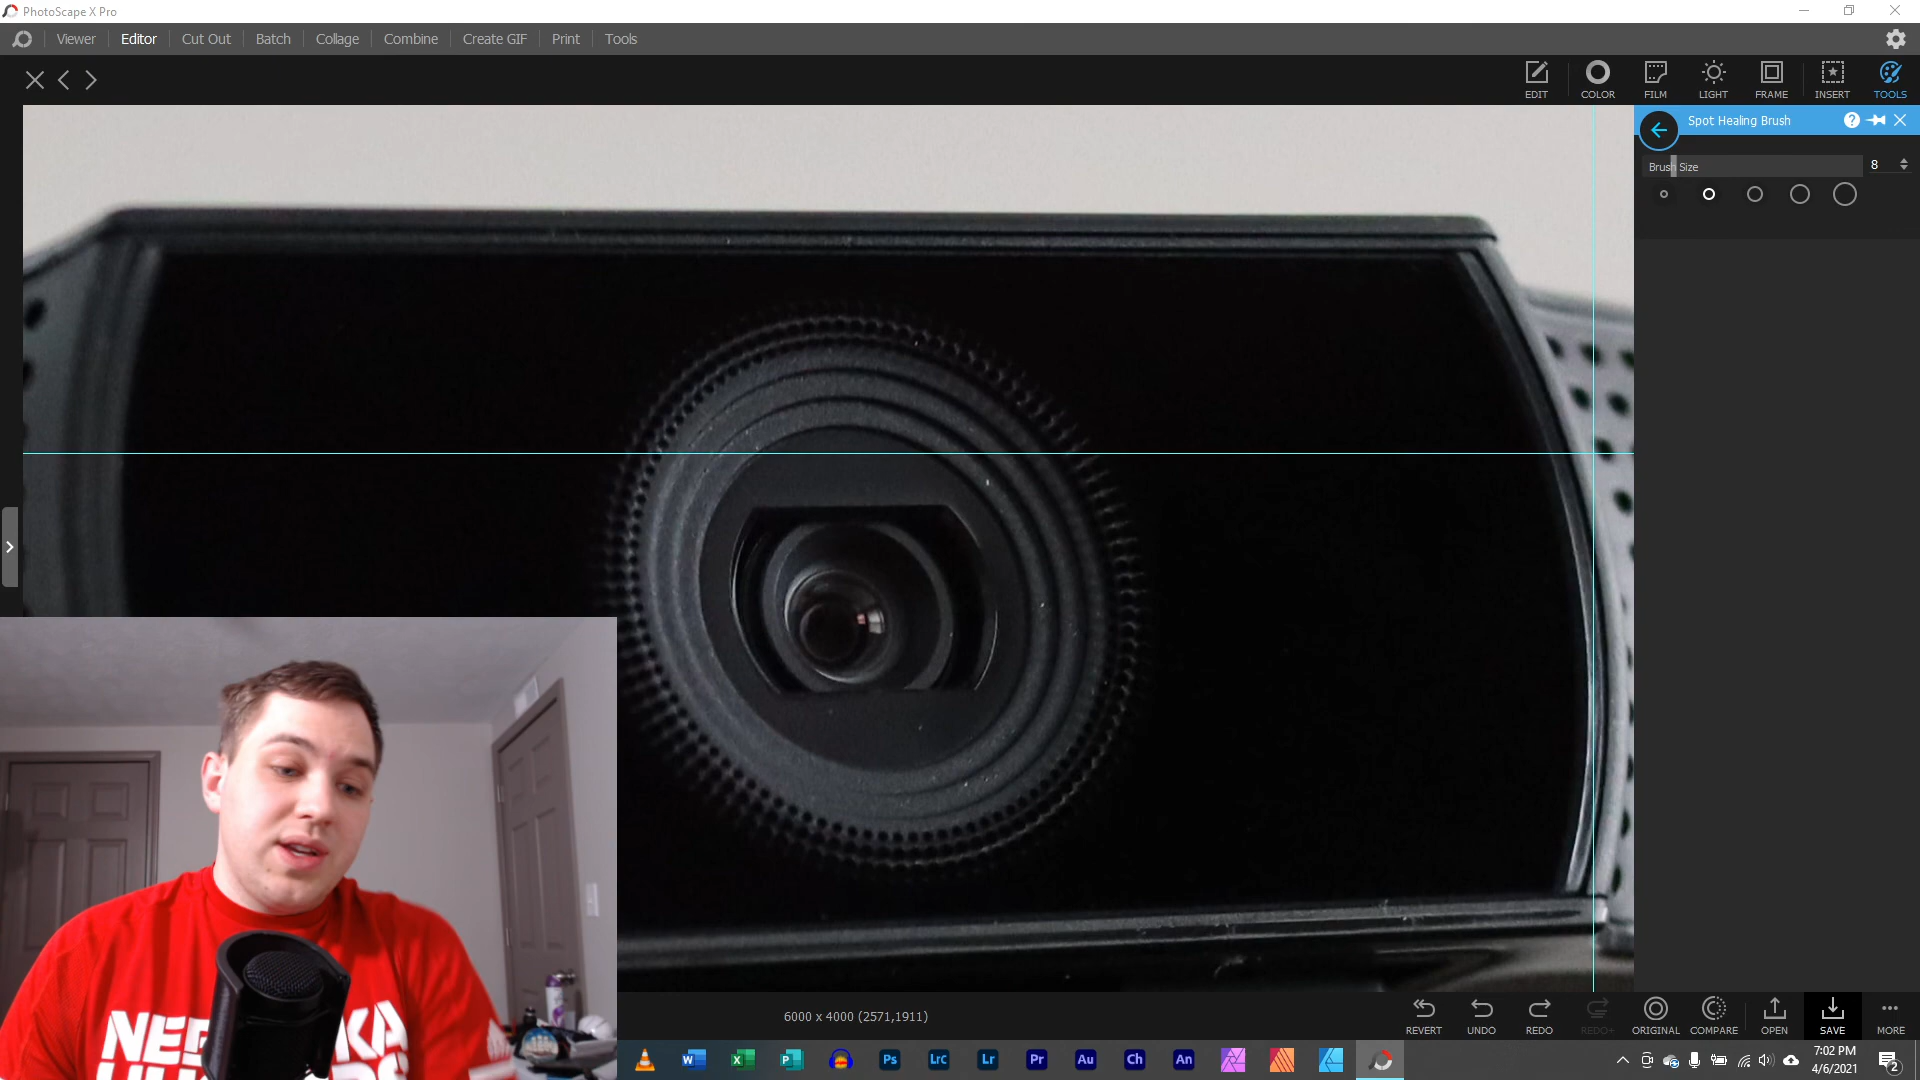 PhotoScape X Pro
Viewer Editor Cut Out Batch Collage Combine Create GIF Print Tools
EDIT COLOR FILM LIGHT FRAME INSERT TOOLS
Spot Healing Brush ?
Brush Size 8
6000 x 4000 (2571,1911)
REVERT UNDO REDO REDO+ ORIGINAL COMPARE OPEN SAVE MORE
W X P Ps LrC Lr Pr Au Ch An
7:02 PM
4/6/2021
2